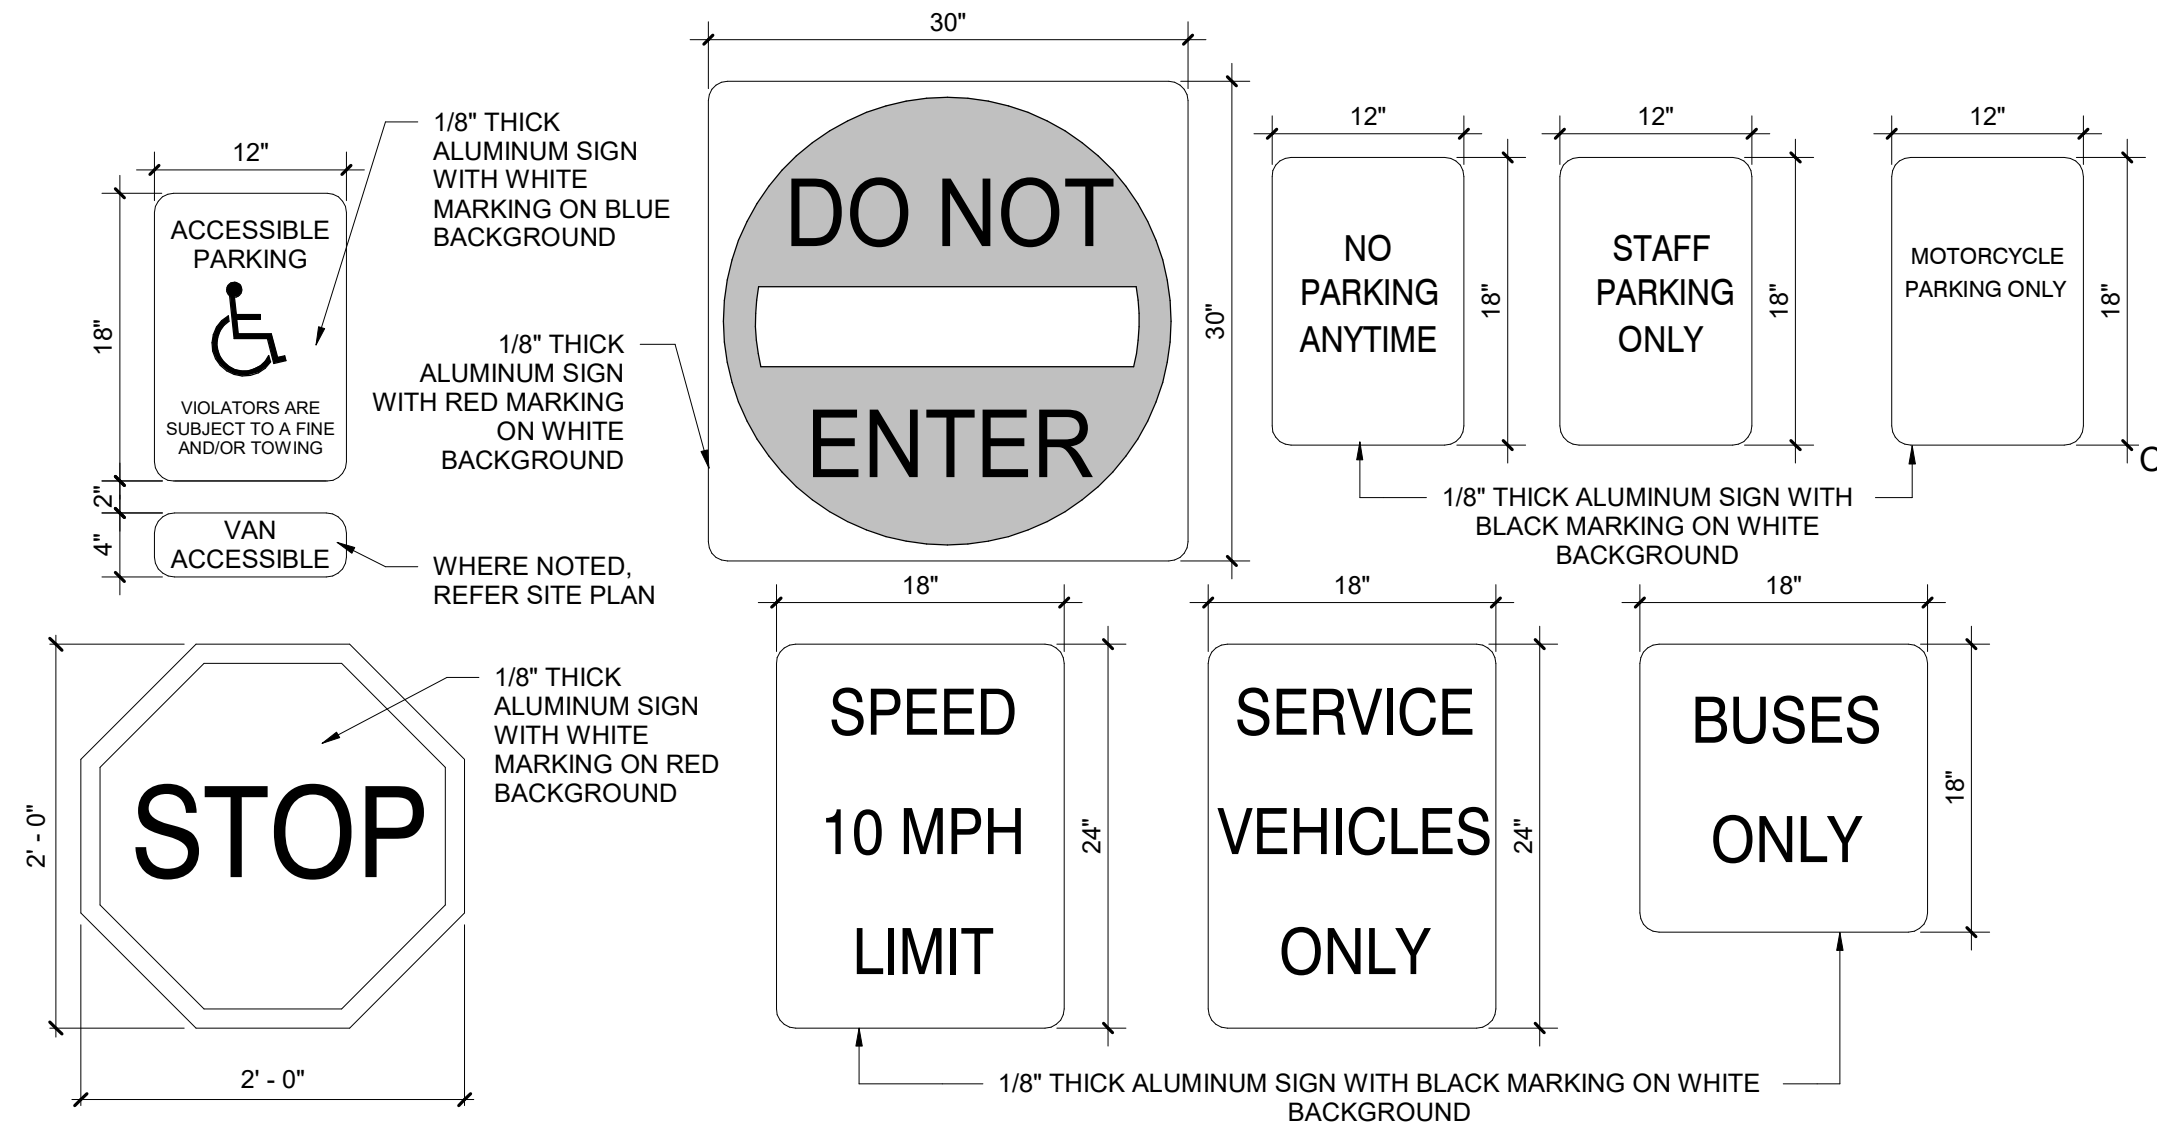 12"
18"
2"
4"
ACCESSIBLE
PARKING
VIOLATORS ARE
SUBJECT TO A FINE
AND/OR TOWING
VAN
ACCESSIBLE
1/8" THICK
ALUMINUM SIGN
WITH WHITE
MARKING ON BLUE
BACKGROUND
WHERE NOTED,
REFER SITE PLAN
30"
30"
DO NOT
ENTER
1/8" THICK
ALUMINUM SIGN
WITH RED MARKING
ON WHITE
BACKGROUND
12"
18"
NO
PARKING
ANYTIME
12"
18"
STAFF
PARKING
ONLY
12"
18"
MOTORCYCLE
PARKING ONLY
1/8" THICK ALUMINUM SIGN WITH
BLACK MARKING ON WHITE
BACKGROUND
2' - 0"
2' - 0"
STOP
1/8" THICK
ALUMINUM SIGN
WITH WHITE
MARKING ON RED
BACKGROUND
18"
24"
SPEED
10 MPH
LIMIT
18"
24"
SERVICE
VEHICLES
ONLY
18"
18"
BUSES
ONLY
1/8" THICK ALUMINUM SIGN WITH BLACK MARKING ON WHITE
BACKGROUND